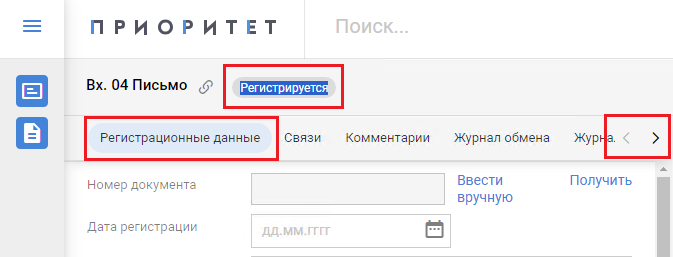 ПРИОРИТЕТ
Поиск...
Вх. 04 Письмо
Регистрируется
Регистрационные данные
Связи
Комментарии
Журнал обмена
Номер документа
Ввести
вручную
Получить
Дата регистрации
ДД.ММ.ГГГГ